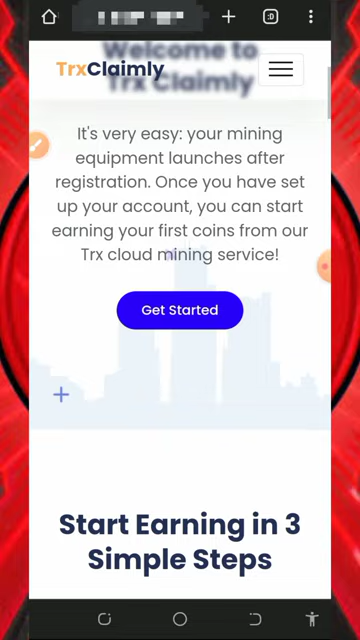 :D
Welcome to
TrxClaimly
Trx Claimly
It's very easy: your mining
equipment launches after
registration. Once you have set
up your account, you can start
earning your first coins from our
Trx cloud mining service!
Get Started
Start Earning in 3
Simple Steps